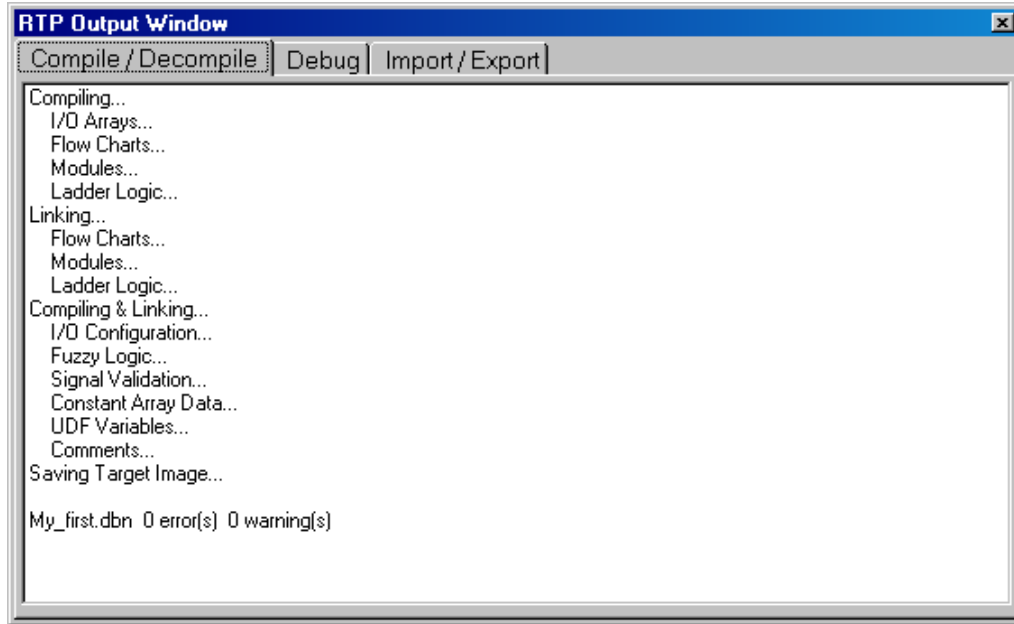 RTP Output Window
Compile / Decompile Debug Import / Export
Compiling...
I/O Arrays...
Flow Charts...
Modules...
Ladder Logic...
Linking...
Flow Charts...
Modules...
Ladder Logic...
Compiling & Linking...
I/O Configuration...
Fuzzy Logic...
Signal Validation...
Constant Array Data...
UDF Variables...
Comments...
Saving Target Image...
My_first.dbn 0 error(s) 0 warning(s)